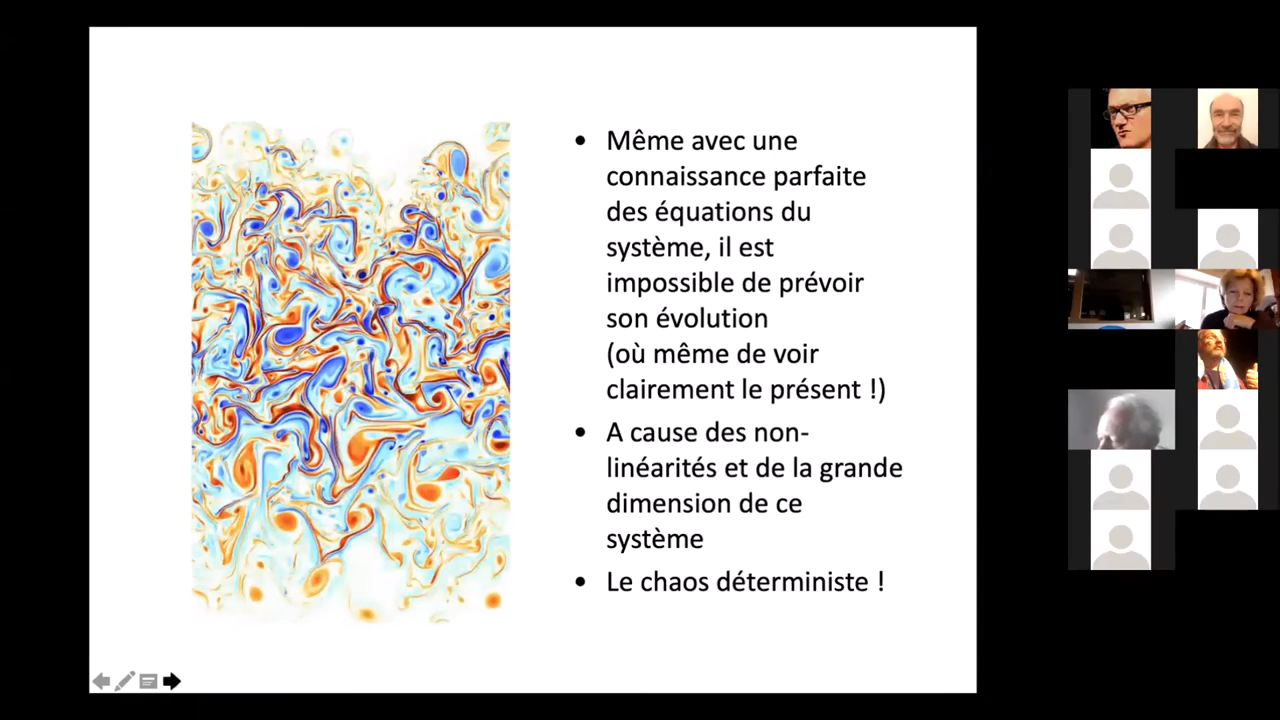 • Même avec une
connaissance parfaite
des équations du
système, il est
impossible de prévoir
son évolution
(où même de voir
clairement le présent !)
• A cause des non-
linéarités et de la grande
dimension de ce
système
• Le chaos déterministe !